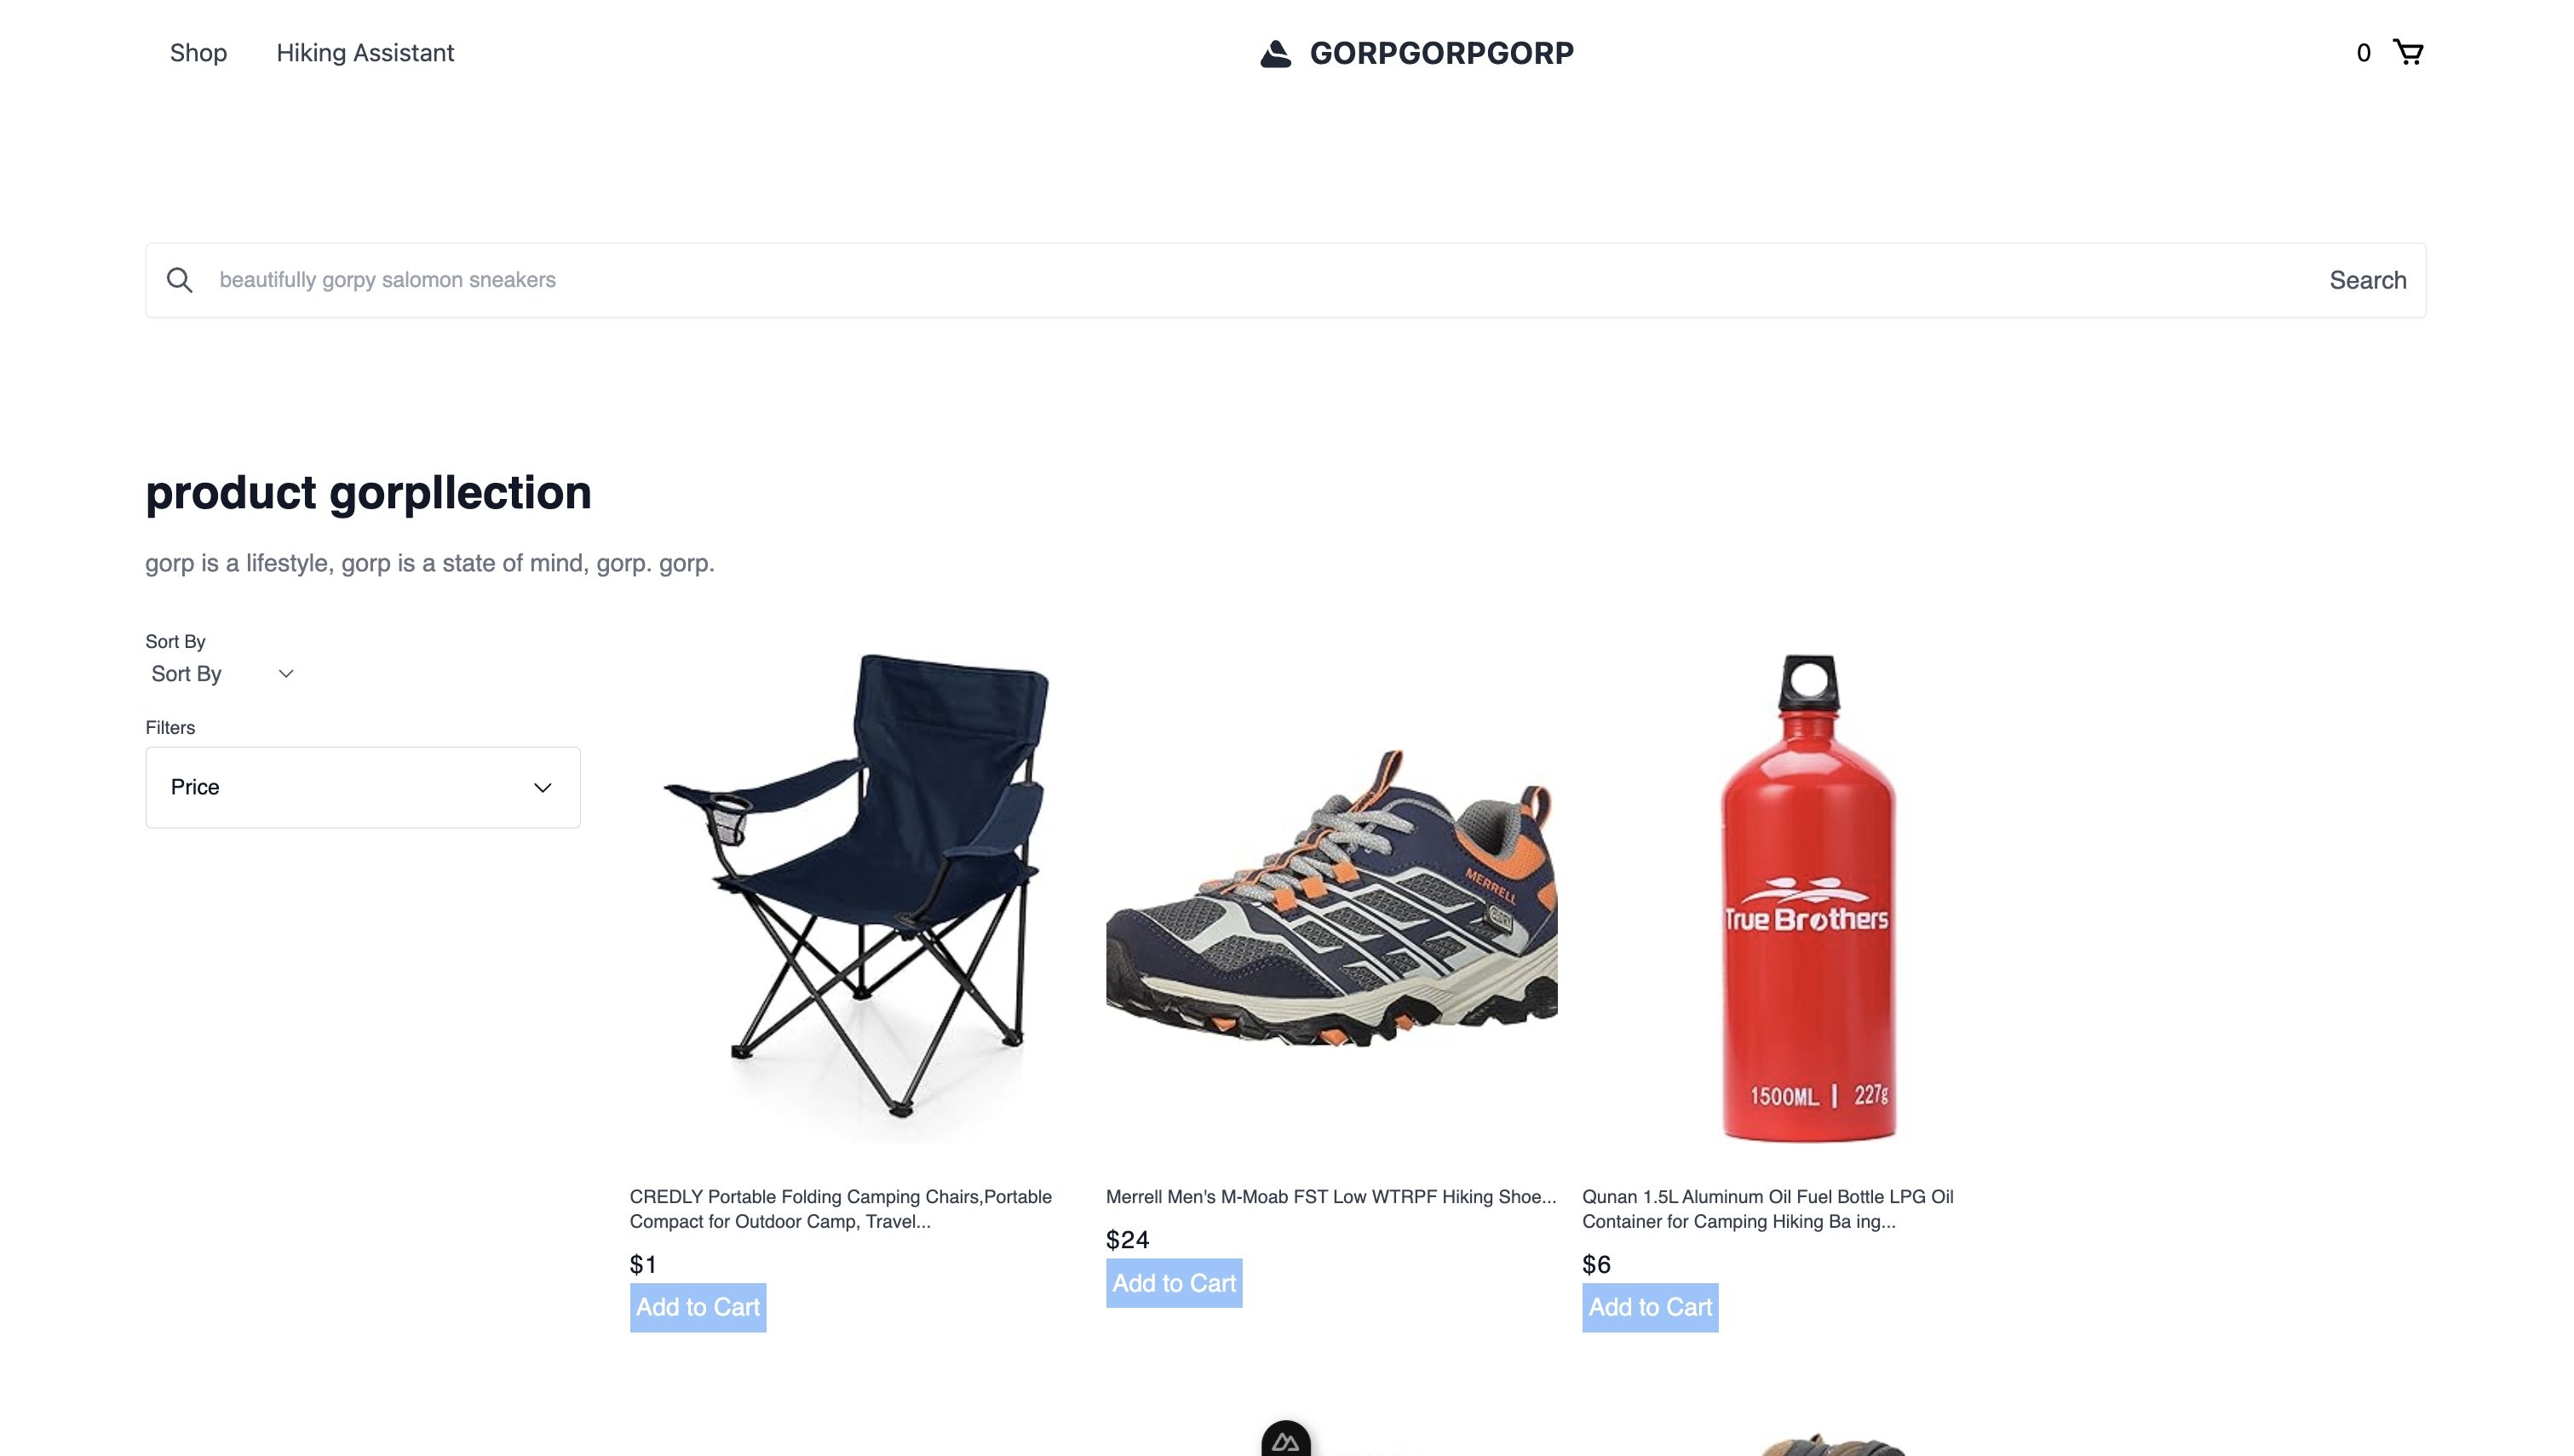 Shop
Hiking Assistant
GORPGORPGORP
0
beautifully gorpy salomon sneakers
Search
product gorpllection
gorp is a lifestyle, gorp is a state of mind, gorp. gorp.
Sort By
Sort By
Filters
Price
MERRELL
True Brothers
1500ML | 227g
CREDLY Portable Folding Camping Chairs,Portable
Compact for Outdoor Camp, Travel...
$1
Add to Cart
Merrell Men's M-Moab FST Low WTRPF Hiking Shoe...
$24
Add to Cart
Qunan 1.5L Aluminum Oil Fuel Bottle LPG Oil
Container for Camping Hiking Ba ing...
$6
Add to Cart